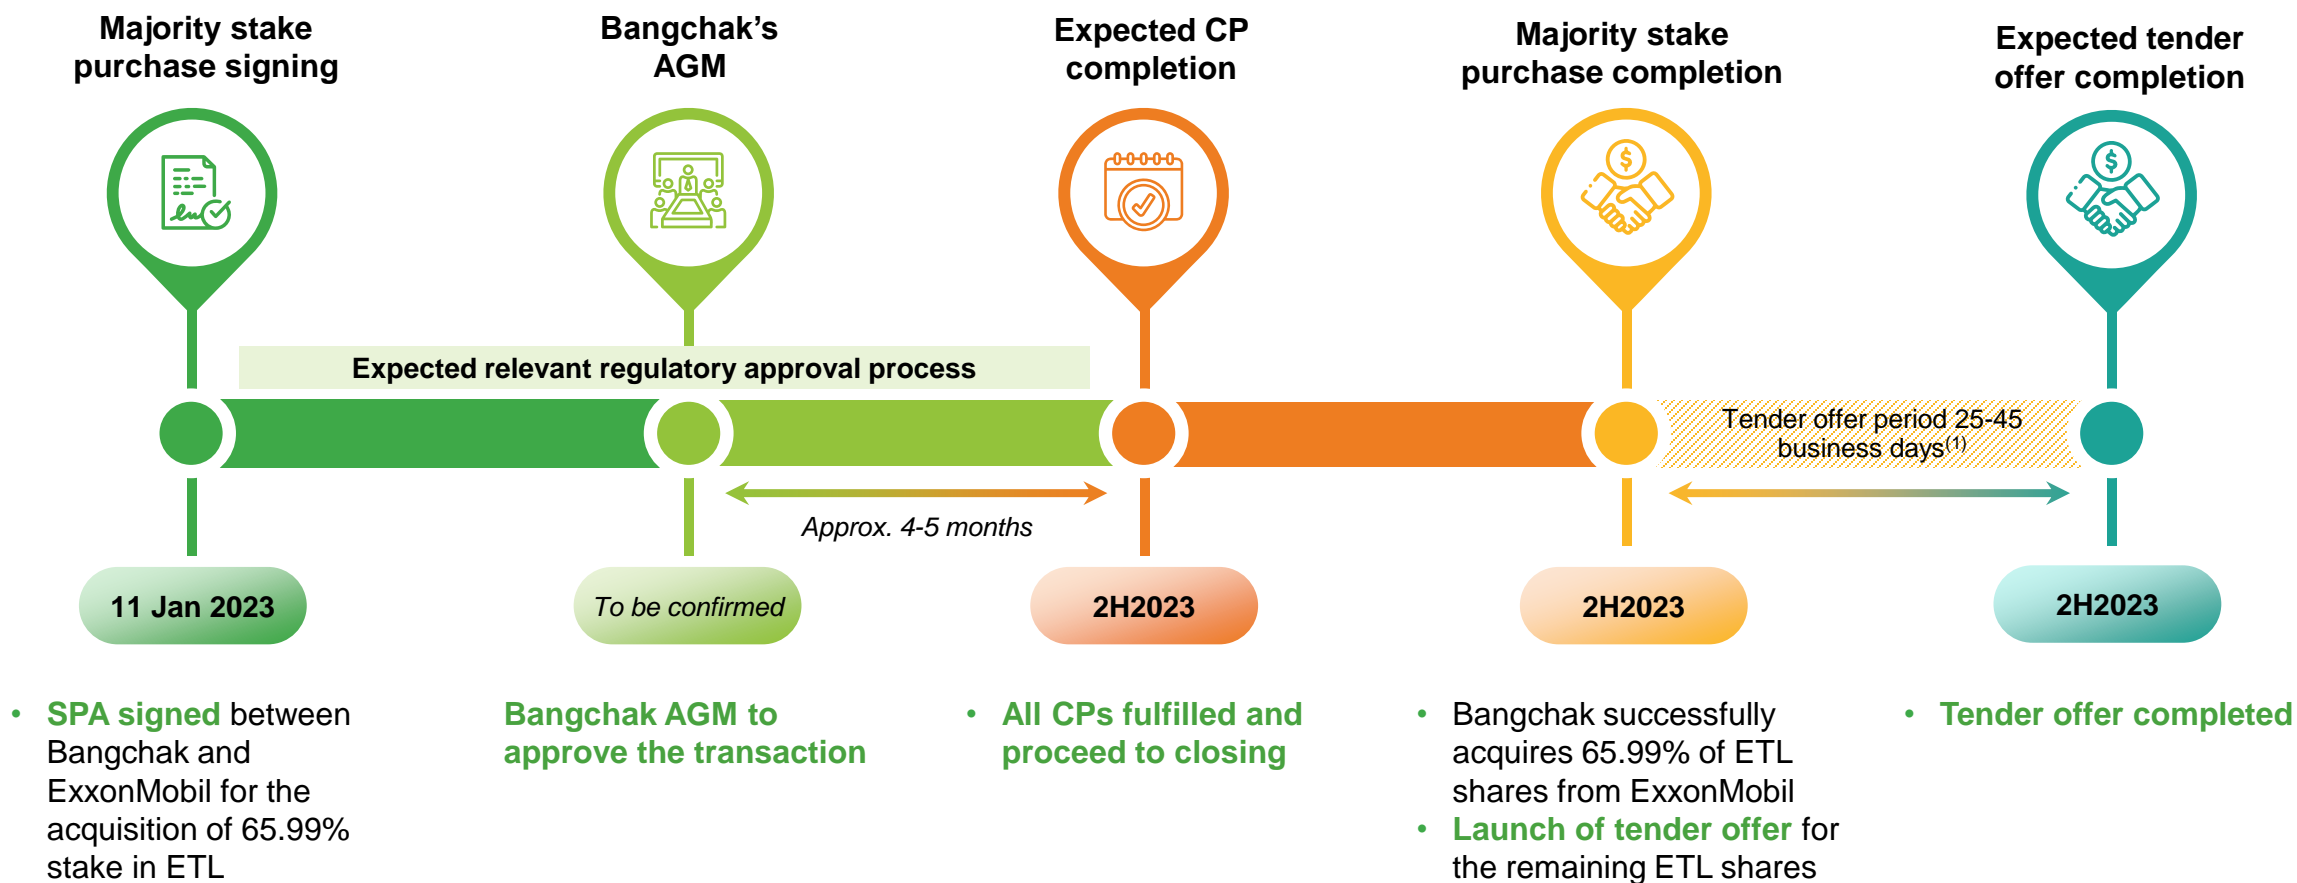 Majority stake
purchase signing
Bangchak's
AGM
Expected CP
completion
Majority stake
purchase completion
Expected tender
offer completion
Expected relevant regulatory approval process
Tender offer period 25-45
business days(1)
Approx. 4-5 months
11 Jan 2023
To be confirmed
2H2023
2H2023
2H2023
• SPA signed between
Bangchak and
ExxonMobil for the
acquisition of 65.99%
stake in ETL
Bangchak AGM to
approve the transaction
• All CPs fulfilled and
proceed to closing
• Bangchak successfully
acquires 65.99% of ETL
shares from ExxonMobil
• Launch of tender offer for
the remaining ETL shares
• Tender offer completed